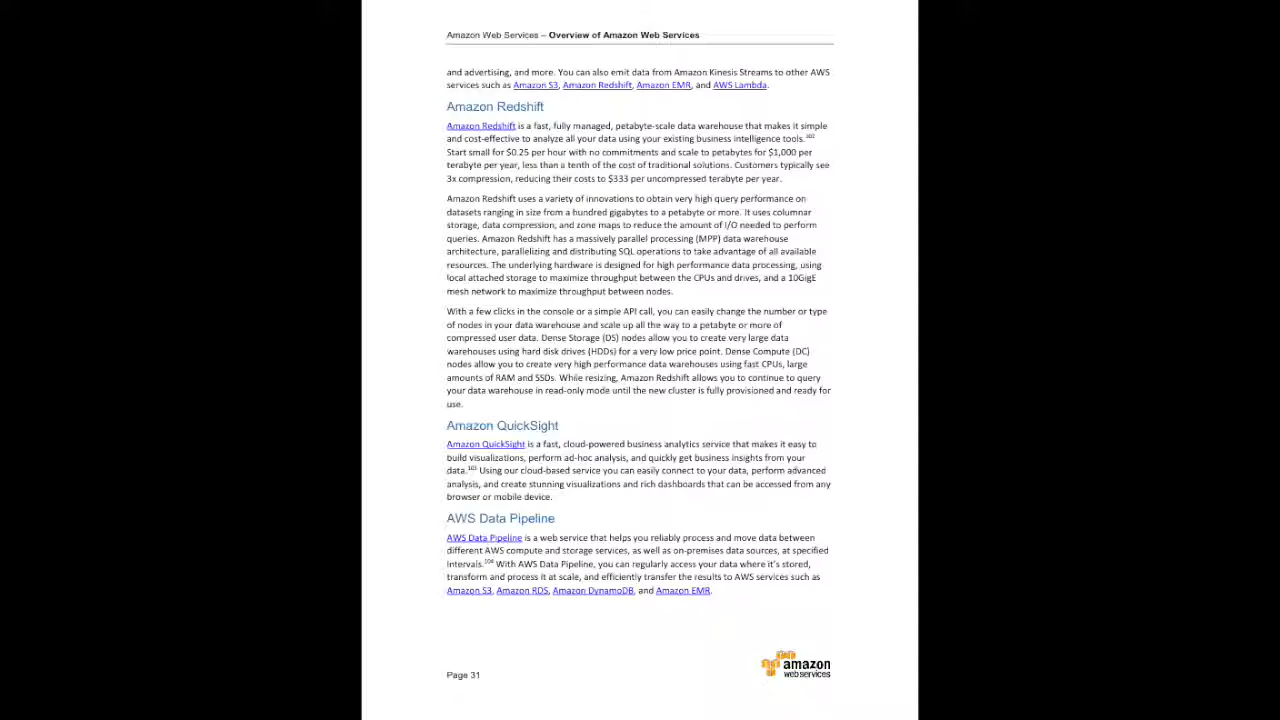 Amazon Web Services – Overview of Amazon Web Services
and advertising, and more. You can also emit data from Amazon Kinesis Streams to other AWS
services such as Amazon S3, Amazon Redshift, Amazon EMR, and AWS Lambda.
Amazon Redshift
Amazon Redshift is a fast, fully managed, petabyte-scale data warehouse that makes it simple
and cost-effective to analyze all your data using your existing business intelligence tools.102
Start small for $0.25 per hour with no commitments and scale to petabytes for $1,000 per
terabyte per year, less than a tenth of the cost of traditional solutions. Customers typically see
3x compression, reducing their costs to $333 per uncompressed terabyte per year.
Amazon Redshift uses a variety of innovations to obtain very high query performance on
datasets ranging in size from a hundred gigabytes to a petabyte or more. It uses columnar
storage, data compression, and zone maps to reduce the amount of I/O needed to perform
queries. Amazon Redshift has a massively parallel processing (MPP) data warehouse
architecture, parallelizing and distributing SQL operations to take advantage of all available
resources. The underlying hardware is designed for high performance data processing, using
local attached storage to maximize throughput between the CPUs and drives, and a 10GigE
mesh network to maximize throughput between nodes.
With a few clicks in the console or a simple API call, you can easily change the number or type
of nodes in your data warehouse and scale up all the way to a petabyte or more of
compressed user data. Dense Storage (DS) nodes allow you to create very large data
warehouses using hard disk drives (HDDs) for a very low price point. Dense Compute (DC)
nodes allow you to create very high performance data warehouses using fast CPUs, large
amounts of RAM and SSDs. While resizing, Amazon Redshift allows you to continue to query
your data warehouse in read-only mode until the new cluster is fully provisioned and ready for
use.
Amazon QuickSight
Amazon QuickSight is a fast, cloud-powered business analytics service that makes it easy to
build visualizations, perform ad-hoc analysis, and quickly get business insights from your
data.103 Using our cloud-based service you can easily connect to your data, perform advanced
analysis, and create stunning visualizations and rich dashboards that can be accessed from any
browser or mobile device.
AWS Data Pipeline
AWS Data Pipeline is a web service that helps you reliably process and move data between
different AWS compute and storage services, as well as on-premises data sources, at specified
intervals.104 With AWS Data Pipeline, you can regularly access your data where it's stored,
transform and process it at scale, and efficiently transfer the results to AWS services such as
Amazon S3, Amazon RDS, Amazon DynamoDB, and Amazon EMR.
Page 31
amazon
webservices